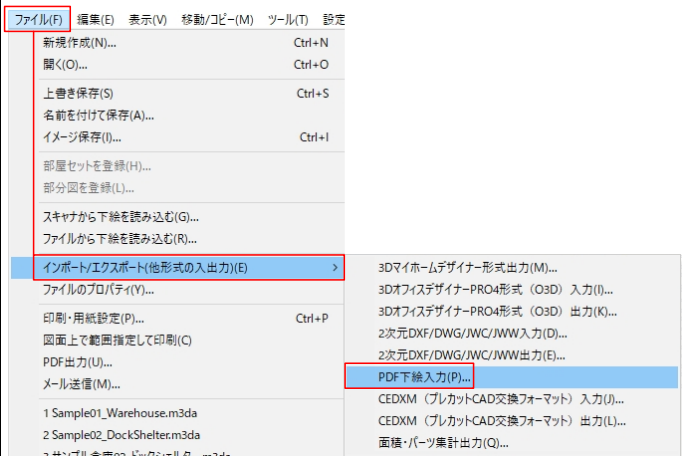 ファイル(F) 編集(E) 表示(V) 移動/コピー(M) ツール(T) 設定
新規作成(N)... Ctrl+N
開く(O)... Ctrl+O
上書き保存(S) Ctrl+S
名前を付けて保存(A)...
イメージ保存(I)... Ctrl+I
部屋セットを登録(H)...
部分図を登録(L)...
スキャナから下絵を読み込む(G)...
ファイルから下絵を読み込む(R)...
インポート/エクスポート(他形式の入出力)(E) >
ファイルのプロパティ(Y)...
印刷・用紙設定(P)... Ctrl+P
図面上で範囲指定して印刷(C)
PDF出力(U)...
メール送信(M)...
1 Sample01_Warehouse.m3da
2 Sample02_DockShelter.m3da
3Dマイホームデザイナー形式出力(M)...
3DオフィスデザイナーPRO4形式（O3D）入力(I)...
3DオフィスデザイナーPRO4形式（O3D）出力(K)...
2次元DXF/DWG/JWC/JWW入力(D)...
2次元DXF/DWG/JWC/JWW出力(E)...
PDF下絵入力(P)...
CEDXM（プレカットCAD交換フォーマット）入力(J)...
CEDXM（プレカットCAD交換フォーマット）出力(L)...
面積・パーツ集計出力(Q)...